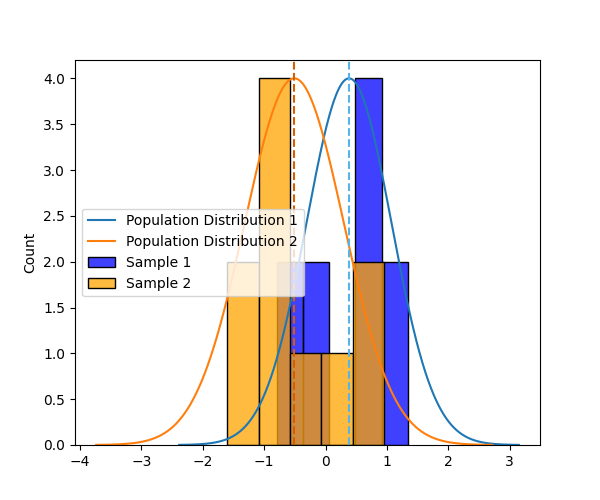 4.0
3.5
3.0
2.5
2.0
1.5
1.0
0.5
0.0
Count
Population Distribution 1
Population Distribution 2
Sample 1
Sample 2
−4 −3 −2 −1 0 1 2 3